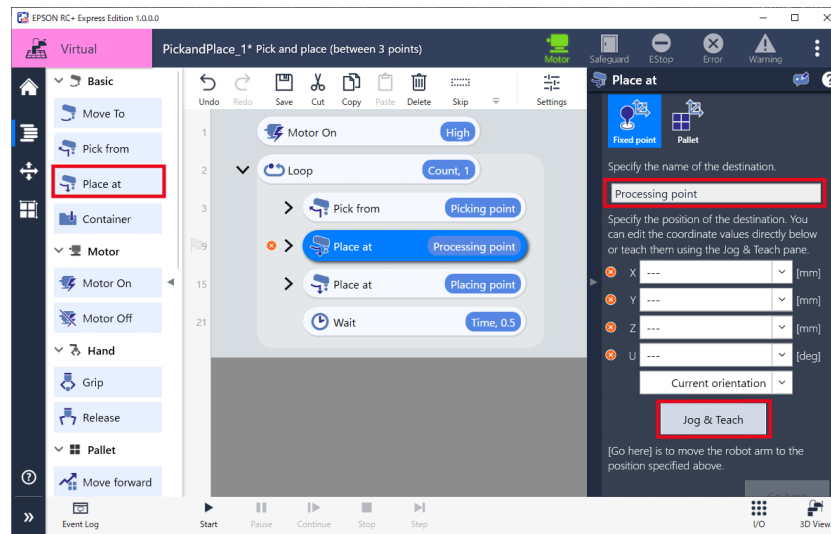 EPSON RC+ Express Edition 1.0.0.0
Virtual
PickandPlace_1* Pick and place (between 3 points)
Motor
Safeguard
EStop
Error
Warning
Basic
Move To
Pick from
Place at
Container
Motor
Motor On
Motor Off
Hand
Grip
Release
Pallet
Move forward
Undo
Redo
Save
Cut
Copy
Paste
Delete
Skip
Settings
1
Motor On
High
2
Loop
Count, 1
3
Pick from
Picking point
9
Place at
Processing point
15
Place at
Placing point
21
Wait
Time, 0.5
Place at
Fixed point
Pallet
Specify the name of the destination.
Processing point
Specify the position of the destination. You
can edit the coordinate values directly below
or teach them using the Jog & Teach pane.
X --- [mm]
Y --- [mm]
Z --- [mm]
U --- [deg]
Current orientation
Jog & Teach
[Go here] is to move the robot arm to the
position specified above.
Go here
Event Log
Start
Pause
Continue
Stop
Step
I/O
3D View